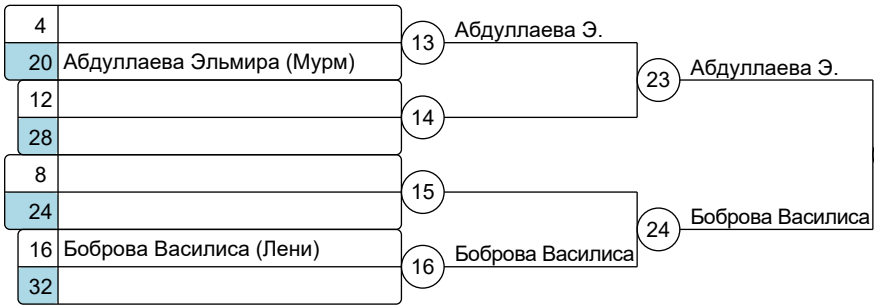 4
20 Абдуллаева Эльмира (Мурм)
12
28
8
24
16 Боброва Василиса (Лени)
32
13 Абдуллаева Э.
14
15
16 Боброва Василиса
23 Абдуллаева Э.
24 Боброва Василиса